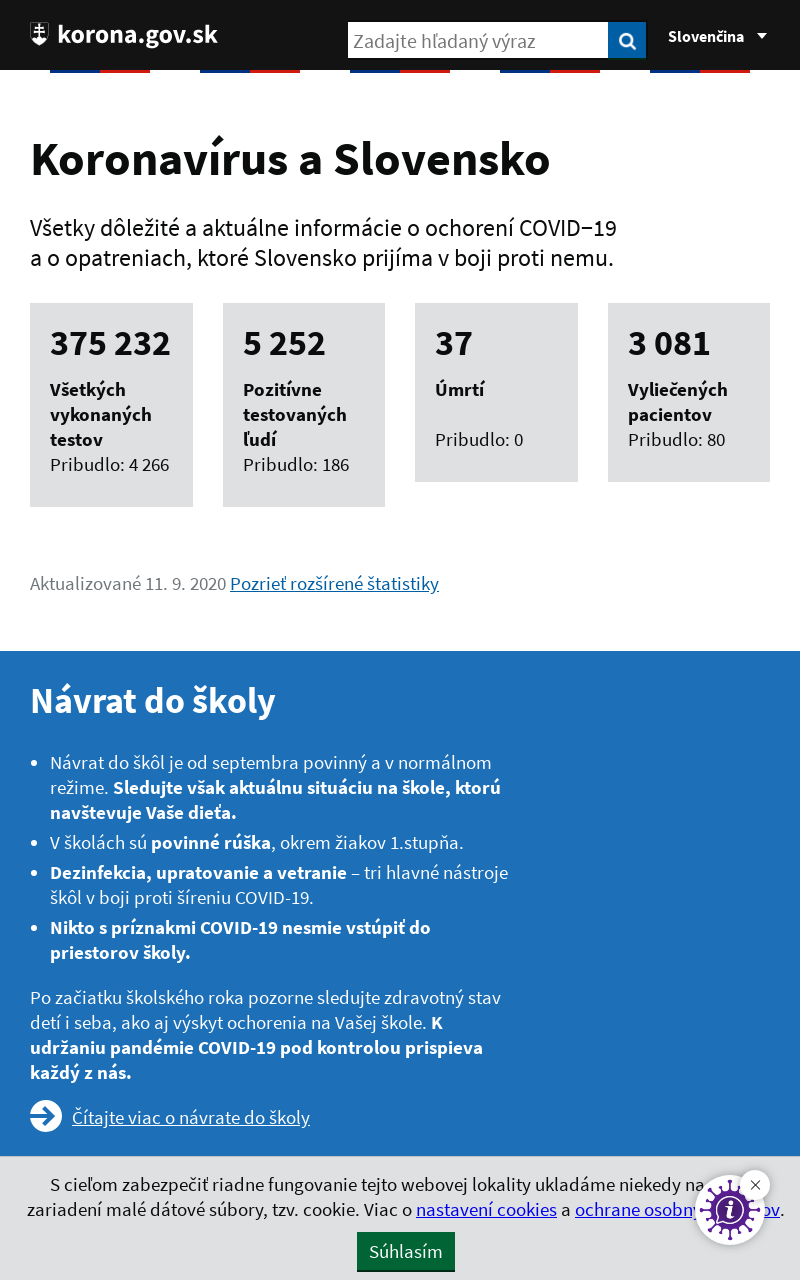 korona.gov.sk
Zadajte hľadaný výraz
Slovenčina
Koronavírus a Slovensko
Všetky dôležité a aktuálne informácie o ochorení COVID−19
a o opatreniach, ktoré Slovensko prijíma v boji proti nemu.
375 232
Všetkých
vykonaných
testov
Pribudlo: 4 266
5 252
Pozitívne
testovaných
ľudí
Pribudlo: 186
37
Úmrtí
Pribudlo: 0
3 081
Vyliečených
pacientov
Pribudlo: 80
Aktualizované 11. 9. 2020 Pozrieť rozšírené štatistiky
Návrat do školy
Návrat do škôl je od septembra povinný a v normálnom
režime. Sledujte však aktuálnu situáciu na škole, ktorú
navštevuje Vaše dieťa.
V školách sú povinné rúška, okrem žiakov 1.stupňa.
Dezinfekcia, upratovanie a vetranie – tri hlavné nástroje
škôl v boji proti šíreniu COVID-19.
Nikto s príznakmi COVID-19 nesmie vstúpiť do
priestorov školy.
Po začiatku školského roka pozorne sledujte zdravotný stav
detí i seba, ako aj výskyt ochorenia na Vašej škole. K
udržaniu pandémie COVID-19 pod kontrolou prispieva
každý z nás.
Čítajte viac o návrate do školy
S cieľom zabezpečiť riadne fungovanie tejto webovej lokality ukladáme niekedy na
zariadení malé dátové súbory, tzv. cookie. Viac o nastavení cookies a ochrane
Súhlasím